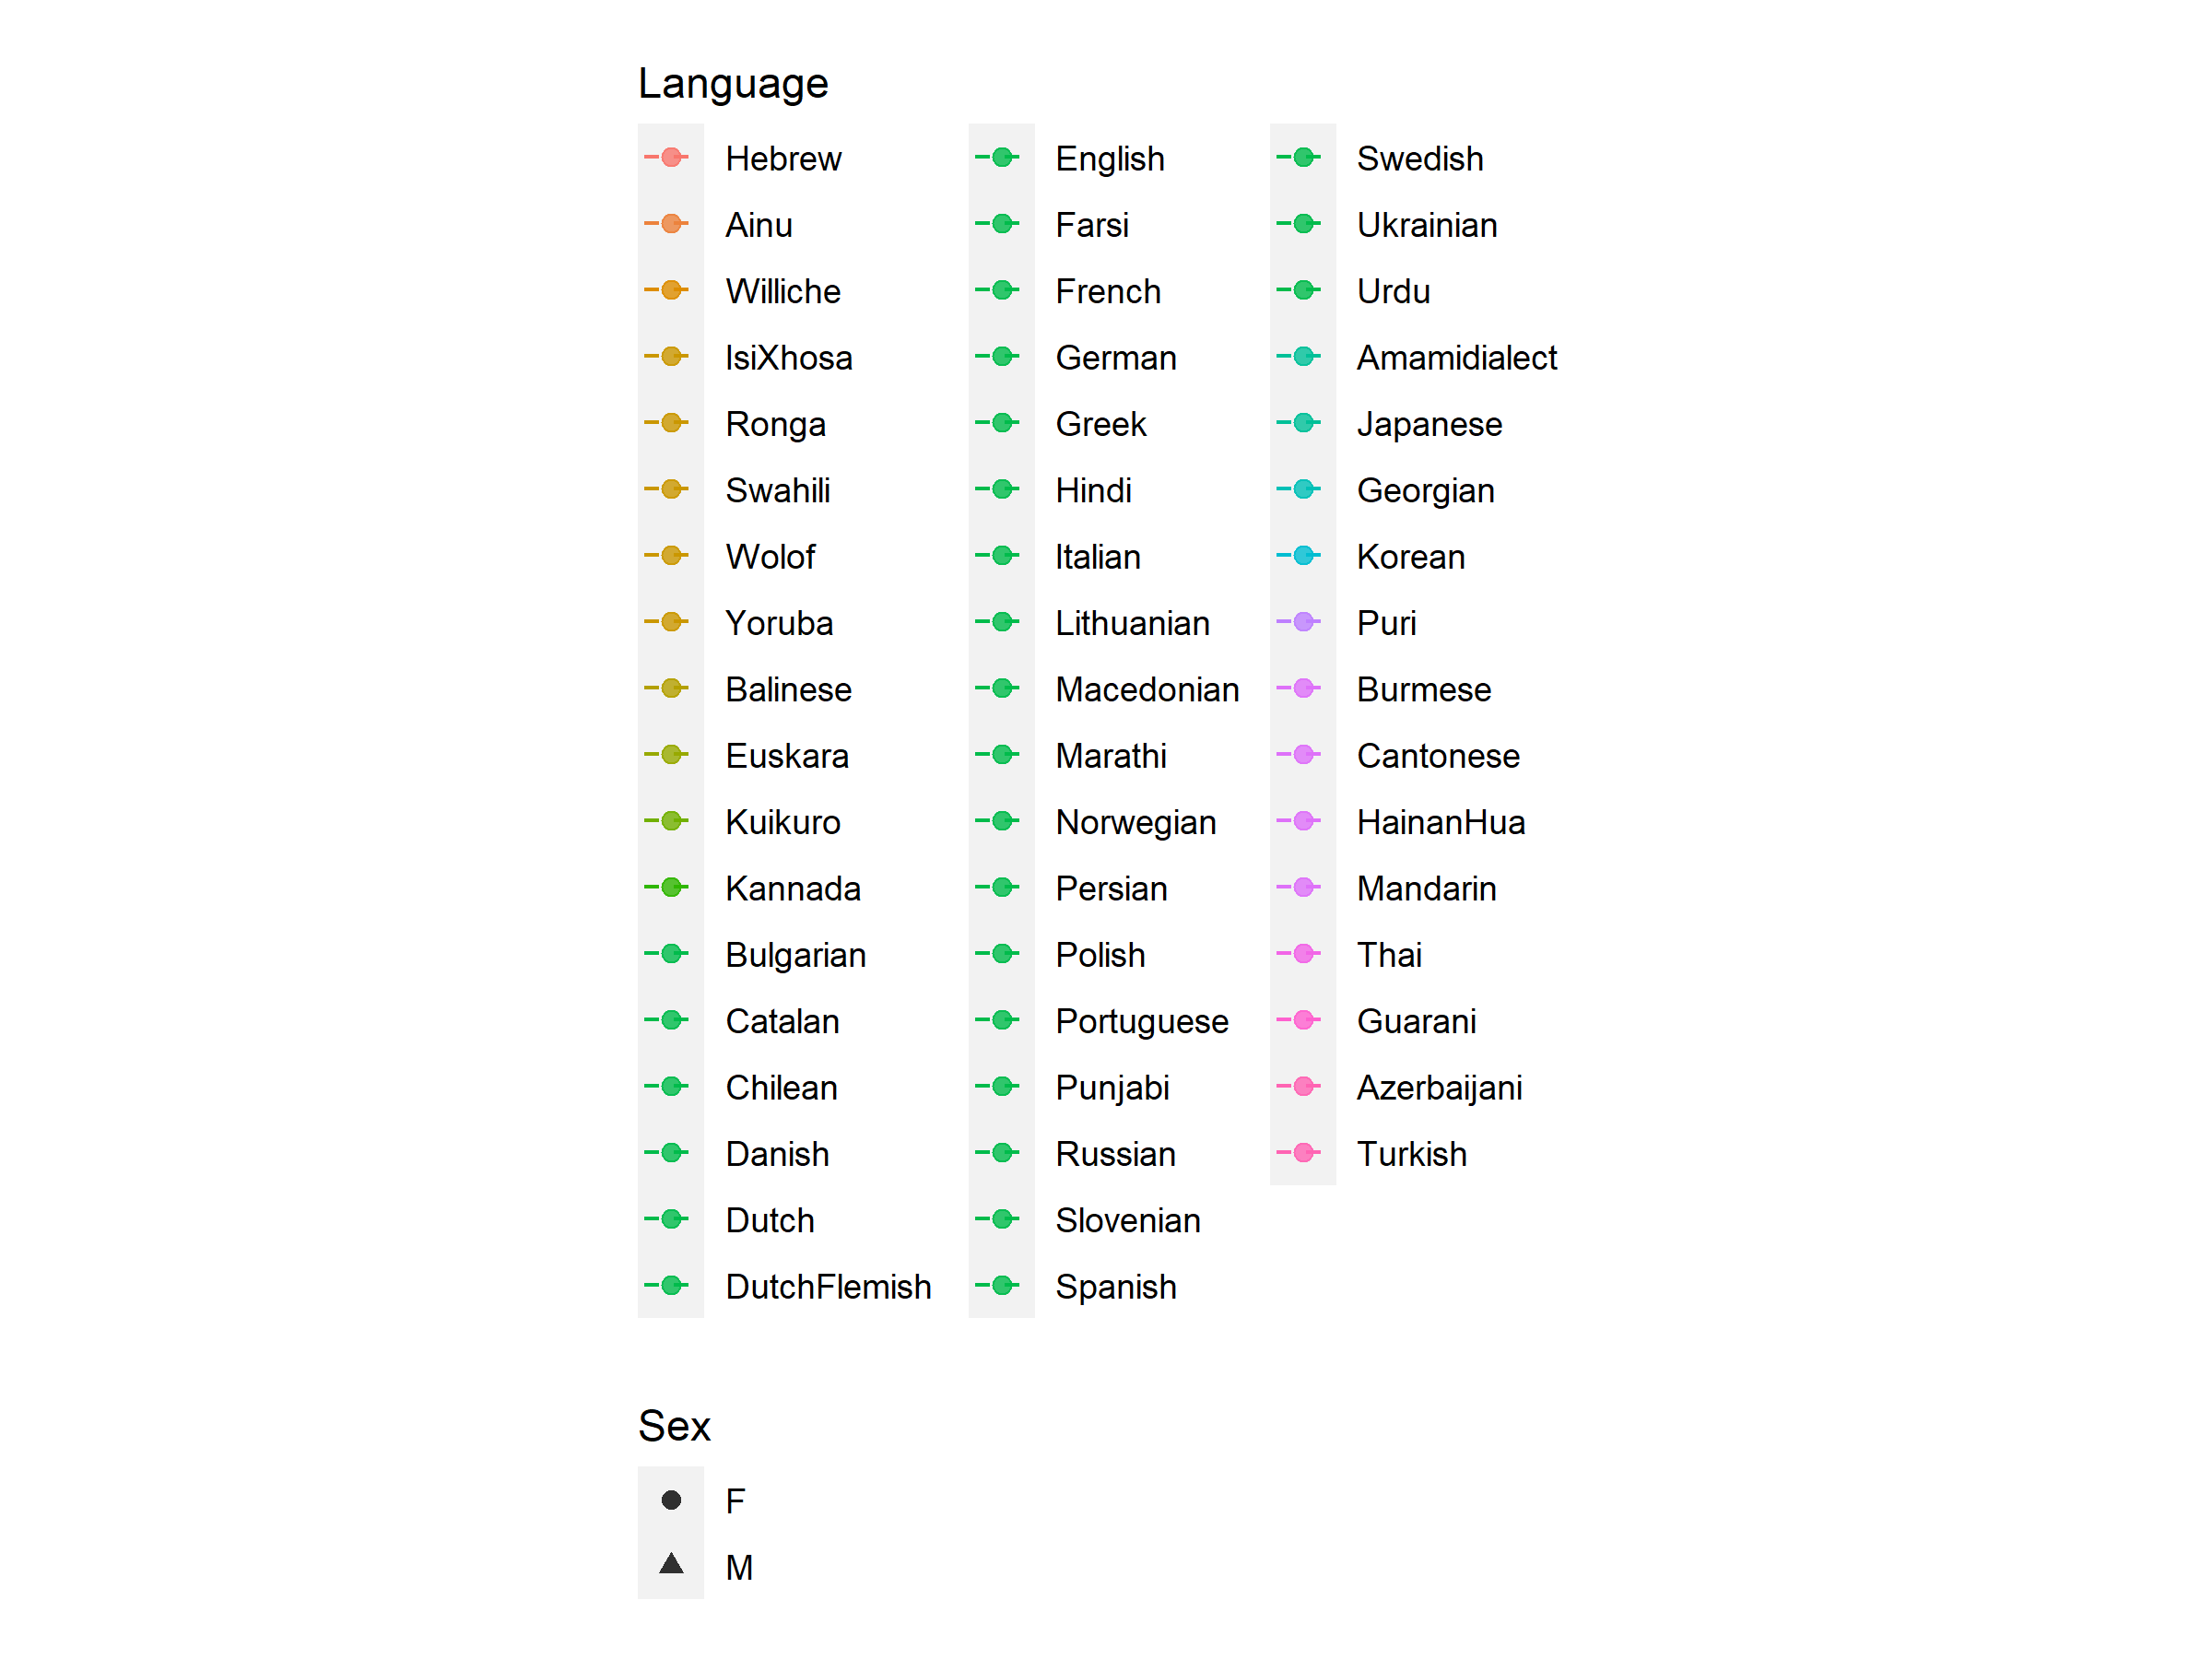 Language
Hebrew
Ainu
Williche
IsiXhosa
Ronga
Swahili
Wolof
Yoruba
Balinese
Euskara
Kuikuro
Kannada
Bulgarian
Catalan
Chilean
Danish
Dutch
DutchFlemish
English
Farsi
French
German
Greek
Hindi
Italian
Lithuanian
Macedonian
Marathi
Norwegian
Persian
Polish
Portuguese
Punjabi
Russian
Slovenian
Spanish
Swedish
Ukrainian
Urdu
Amamidialect
Japanese
Georgian
Korean
Puri
Burmese
Cantonese
HainanHua
Mandarin
Thai
Guarani
Azerbaijani
Turkish
Sex
F
M